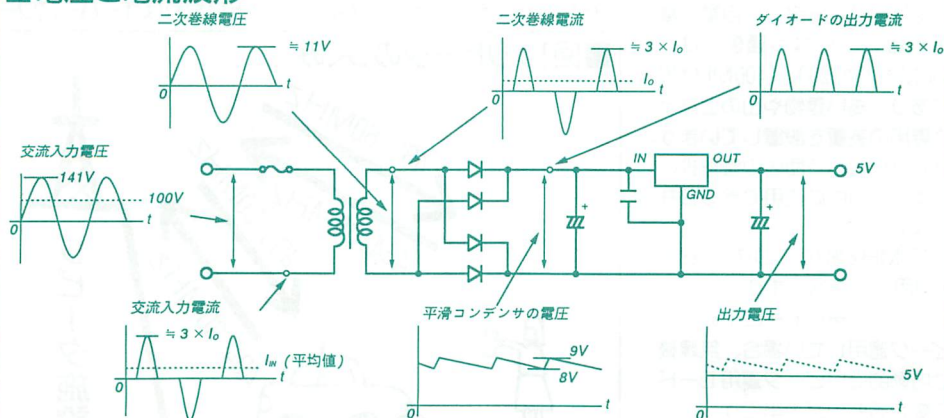 二次巻線電圧
≒ 11V
0
t
二次巻線電流
≒ 3 × Io
Io
0
t
ダイオードの出力電流
≒ 3 × Io
0
t
交流入力電圧
141V
100V
0
t
IN
OUT
GND
+
+
5V
交流入力電流
≒ 3 × Io
IIN (平均値)
0
t
平滑コンデンサの電圧
9V
8V
0
t
出力電圧
5V
0
t